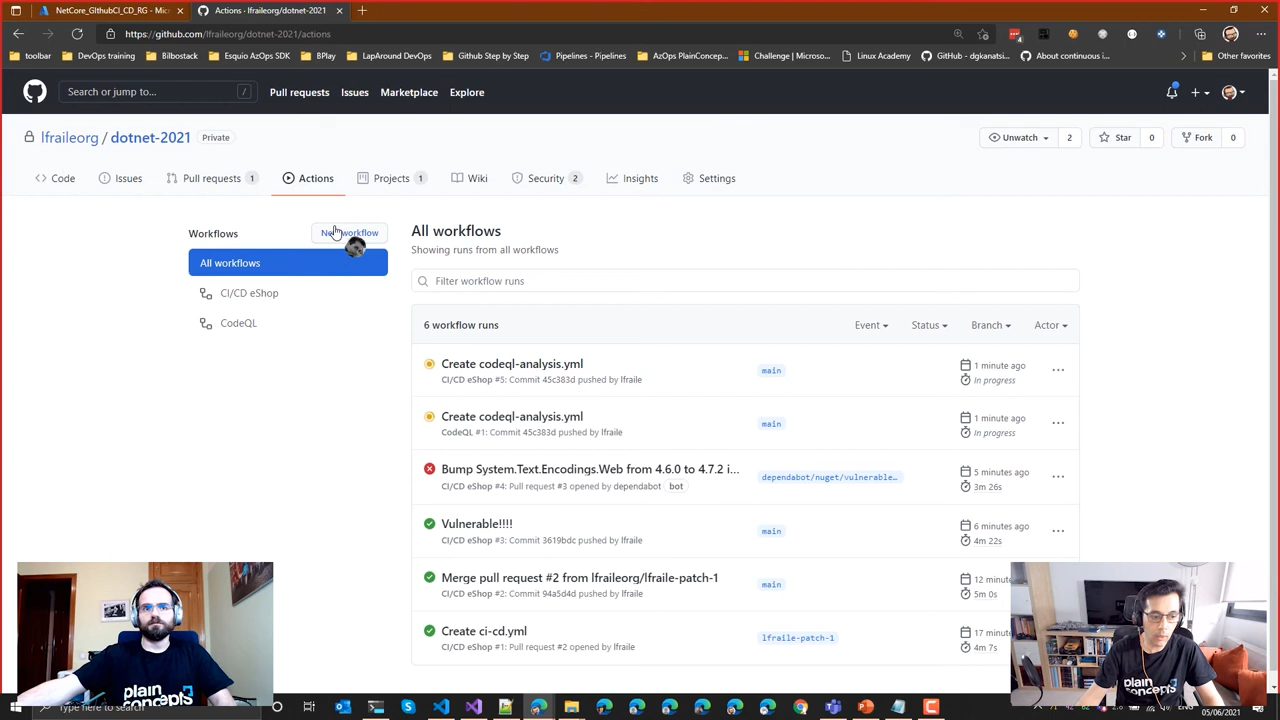 NetCore_GIthubCI_CD_RG - Micro
Actions · lfraileorg/dotnet-2021
https://github.com/lfraileorg/dotnet-2021/actions
toolbar
DevOps training
Bilbostack
Esquio AzOps SDK
BPlay
LapAround DevOps
Github Step by Step
Pipelines - Pipelines
AzOps PlainConcep...
Challenge | Microso...
Linux Academy
GitHub - dgkanatsi...
About continuous i...
Other favorites
Search or jump to...
/
Pull requests
Issues
Marketplace
Explore
lfraileorg / dotnet-2021
Private
Unwatch
2
Star
0
Fork
0
Code
Issues
Pull requests
1
Actions
Projects
1
Wiki
Security
2
Insights
Settings
Workflows
workflow
All workflows
CI/CD eShop
CodeQL
All workflows
Showing runs from all workflows
Filter workflow runs
6 workflow runs
Event
Status
Branch
Actor
Create codeql-analysis.yml
CI/CD eShop #5: Commit 45c383d pushed by lfraile
main
1 minute ago
In progress
Create codeql-analysis.yml
CodeQL #1: Commit 45c383d pushed by lfraile
main
1 minute ago
In progress
Bump System.Text.Encodings.Web from 4.6.0 to 4.7.2 i...
CI/CD eShop #4: Pull request #3 opened by dependabot bot
dependabot/nuget/vulnerable…
5 minutes ago
3m 26s
Vulnerable!!!!
CI/CD eShop #3: Commit 3619bdc pushed by lfraile
main
6 minutes ago
4m 22s
Merge pull request #2 from lfraileorg/lfraile-patch-1
CI/CD eShop #2: Commit 94a5d4d pushed by lfraile
main
12 minu
5m 0s
Create ci-cd.yml
CI/CD eShop #1: Pull request #2 opened by lfraile
lfraile-patch-1
17 minu
4m 7s
plain
concepts
plain
concepts
Type here to search
05/06/2021